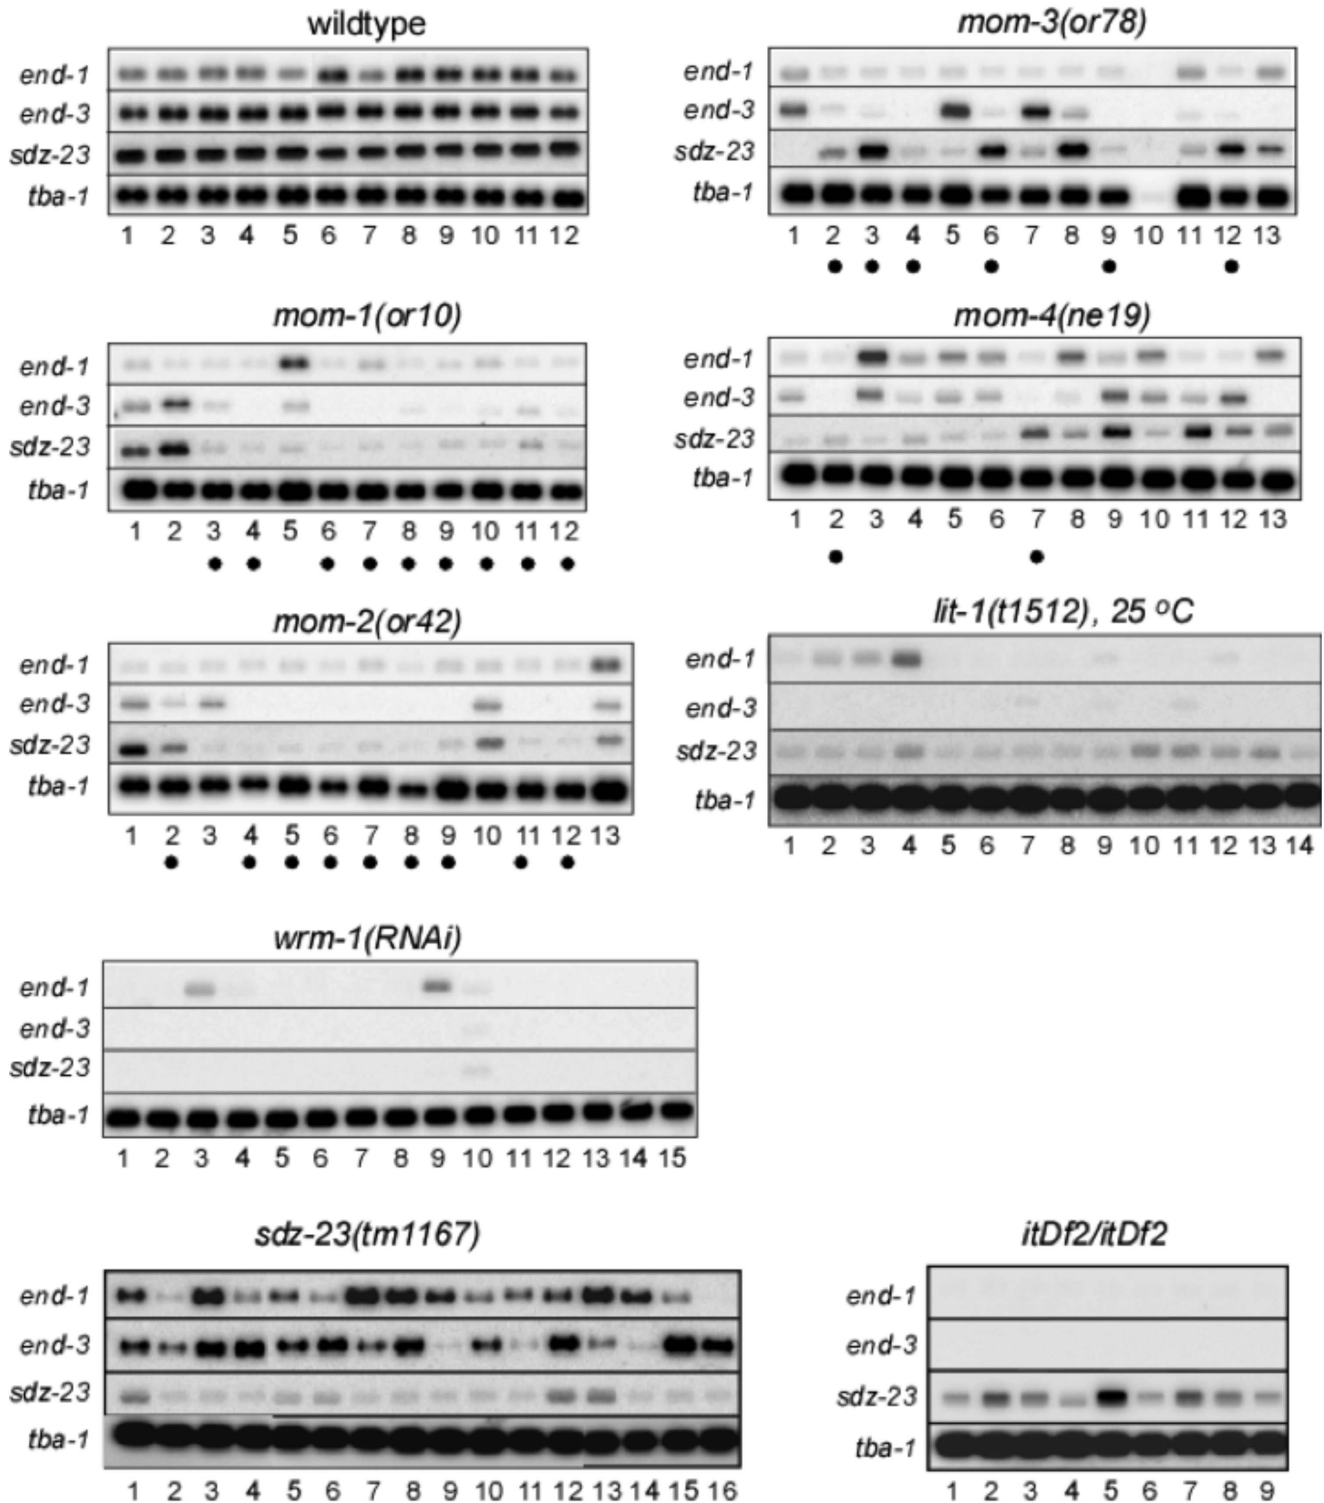 wildtype
end-1
end-3
sdz-23
tba-1
1 2 3 4 5 6 7 8 9 10 11 12
mom-3(or78)
end-1
end-3
sdz-23
tba-1
1 2 3 4 5 6 7 8 9 10 11 12 13
mom-1(or10)
end-1
end-3
sdz-23
tba-1
1 2 3 4 5 6 7 8 9 10 11 12
mom-4(ne19)
end-1
end-3
sdz-23
tba-1
1 2 3 4 5 6 7 8 9 10 11 12 13
mom-2(or42)
end-1
end-3
sdz-23
tba-1
1 2 3 4 5 6 7 8 9 10 11 12 13
lit-1(t1512), 25 °C
end-1
end-3
sdz-23
tba-1
1 2 3 4 5 6 7 8 9 10 11 12 13 14
wrm-1(RNAi)
end-1
end-3
sdz-23
tba-1
1 2 3 4 5 6 7 8 9 10 11 12 13 14 15
sdz-23(tm1167)
end-1
end-3
sdz-23
tba-1
1 2 3 4 5 6 7 8 9 10 11 12 13 14 15 16
itDf2/itDf2
end-1
end-3
sdz-23
tba-1
1 2 3 4 5 6 7 8 9